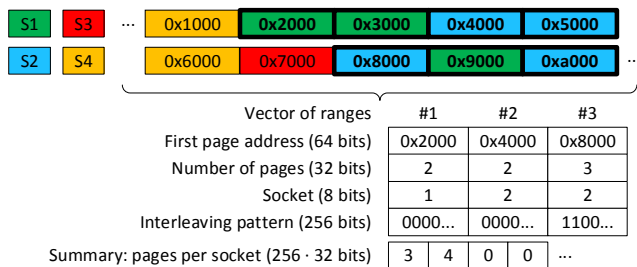 S1 S3 ... 0x1000 0x2000 0x3000 0x4000 0x5000
S2 S4 0x6000 0x7000 0x8000 0x9000 0xa000 ...
Vector of ranges #1 #2 #3
First page address (64 bits) 0x2000 0x4000 0x8000
Number of pages (32 bits) 2 2 3
Socket (8 bits) 1 2 2
Interleaving pattern (256 bits) 0000... 0000... 1100...
Summary: pages per socket (256 · 32 bits) 3 4 0 0 ...